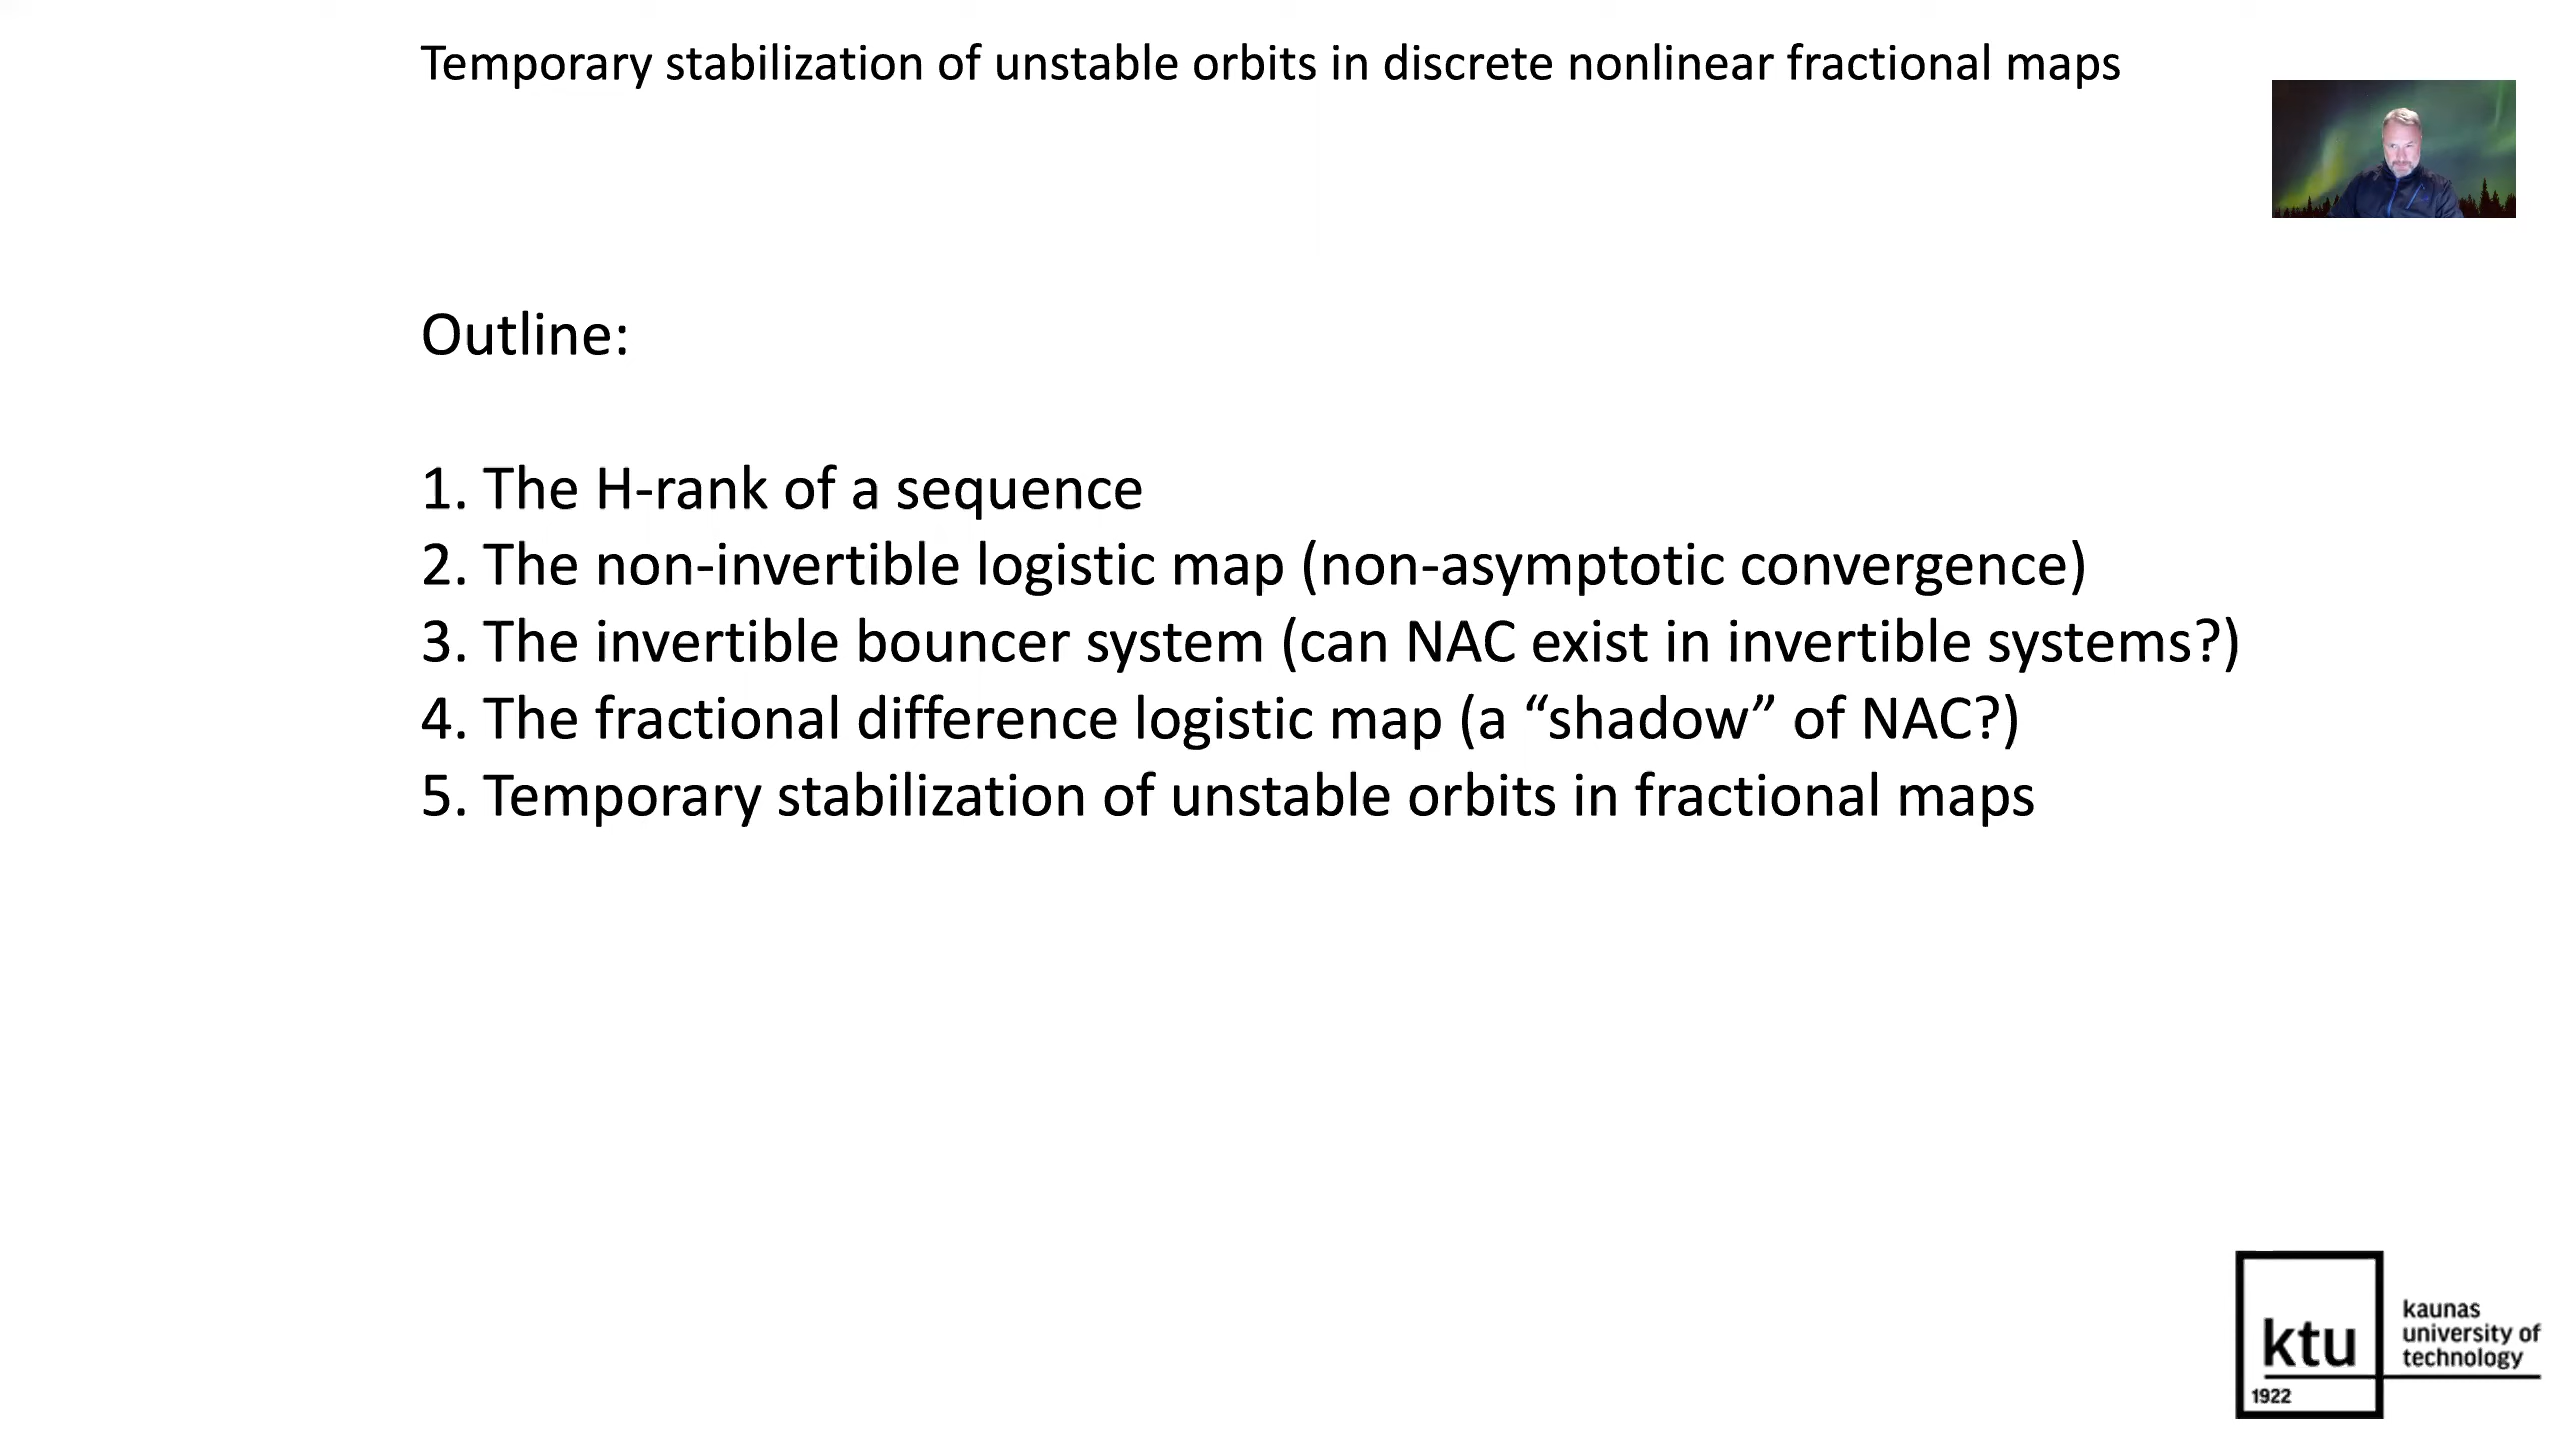 Temporary stabilization of unstable orbits in discrete nonlinear fractional maps
Outline:
1. The H-rank of a sequence
2. The non-invertible logistic map (non-asymptotic convergence)
3. The invertible bouncer system (can NAC exist in invertible systems?)
4. The fractional difference logistic map (a “shadow” of NAC?)
5. Temporary stabilization of unstable orbits in fractional maps
ktu
1922
kaunas
university of
technology